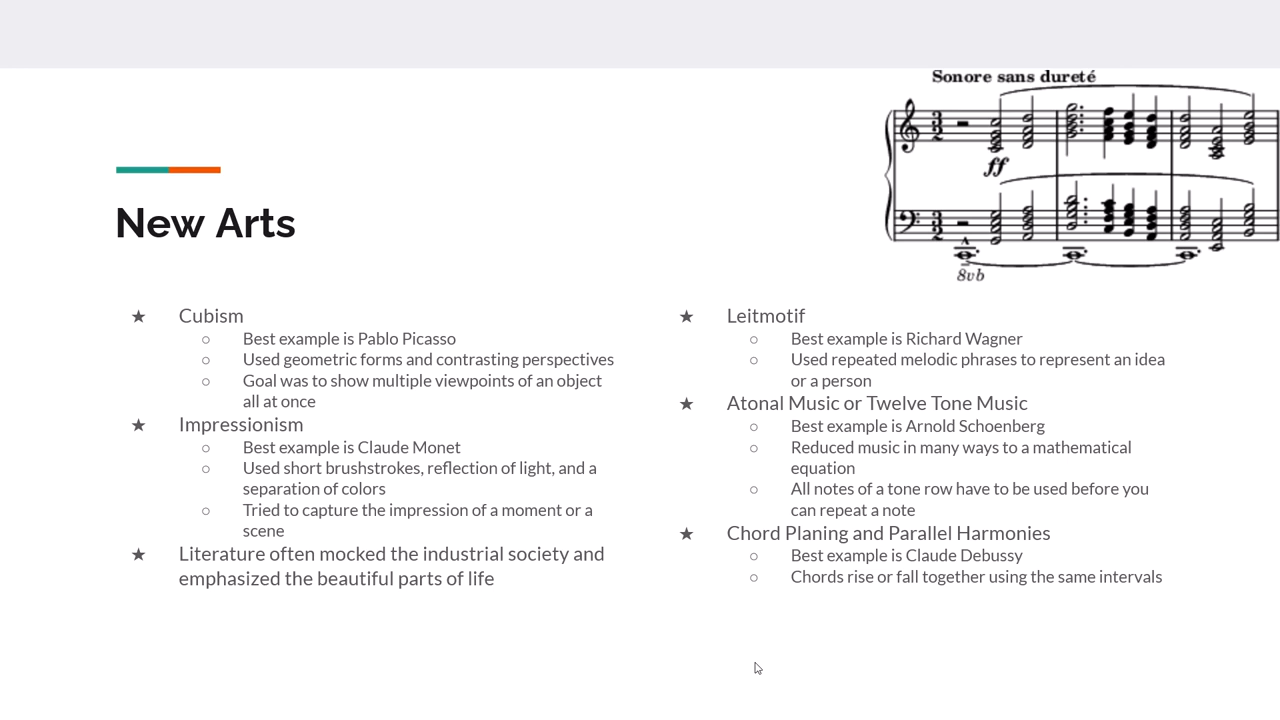 Sonore sans dureté
ff
8vb
New Arts
★ Cubism
○ Best example is Pablo Picasso
○ Used geometric forms and contrasting perspectives
○ Goal was to show multiple viewpoints of an object
all at once
★ Impressionism
○ Best example is Claude Monet
○ Used short brushstrokes, reflection of light, and a
separation of colors
○ Tried to capture the impression of a moment or a
scene
★ Literature often mocked the industrial society and
emphasized the beautiful parts of life
★ Leitmotif
○ Best example is Richard Wagner
○ Used repeated melodic phrases to represent an idea
or a person
★ Atonal Music or Twelve Tone Music
○ Best example is Arnold Schoenberg
○ Reduced music in many ways to a mathematical
equation
○ All notes of a tone row have to be used before you
can repeat a note
★ Chord Planing and Parallel Harmonies
○ Best example is Claude Debussy
○ Chords rise or fall together using the same intervals